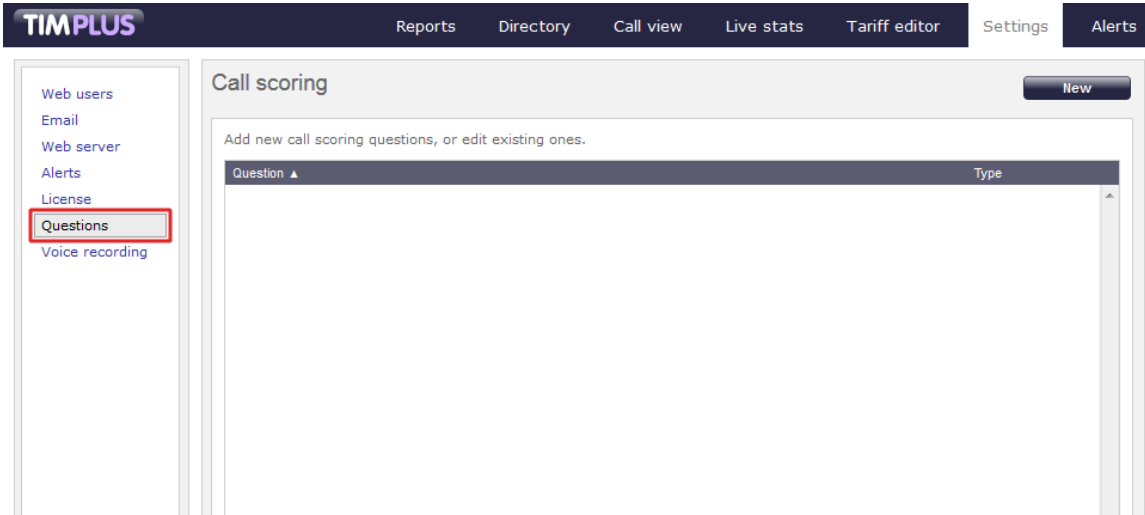 TIMPLUS Reports Directory Call view Live stats Tariff editor Settings Alerts
Web users
Email
Web server
Alerts
License
Questions
Voice recording
Call scoring
New
Add new call scoring questions, or edit existing ones.
Question ▲ Type